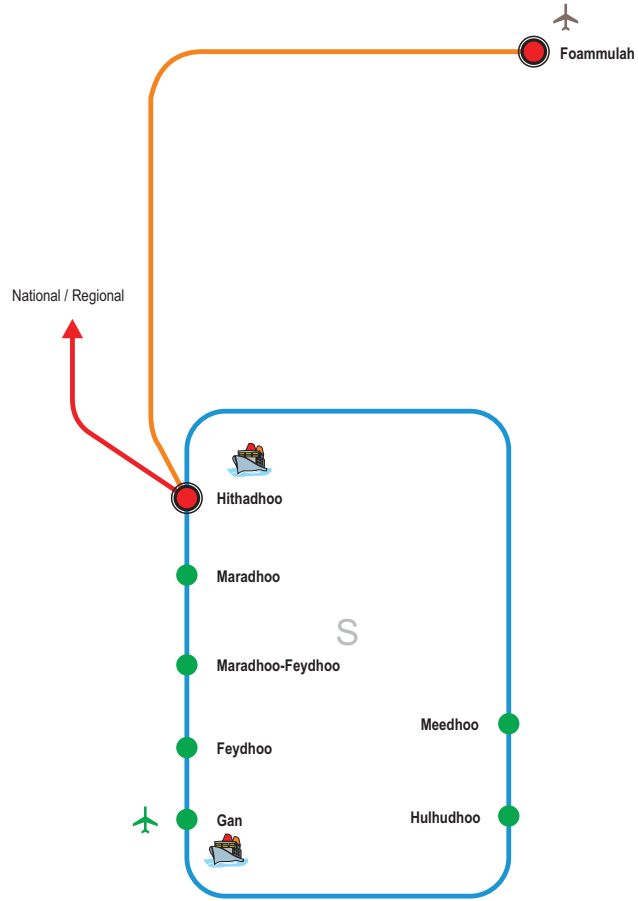 Foammulah
National / Regional
Hithadhoo
Maradhoo
S
Maradhoo-Feydhoo
Meedhoo
Feydhoo
Gan
Hulhudhoo